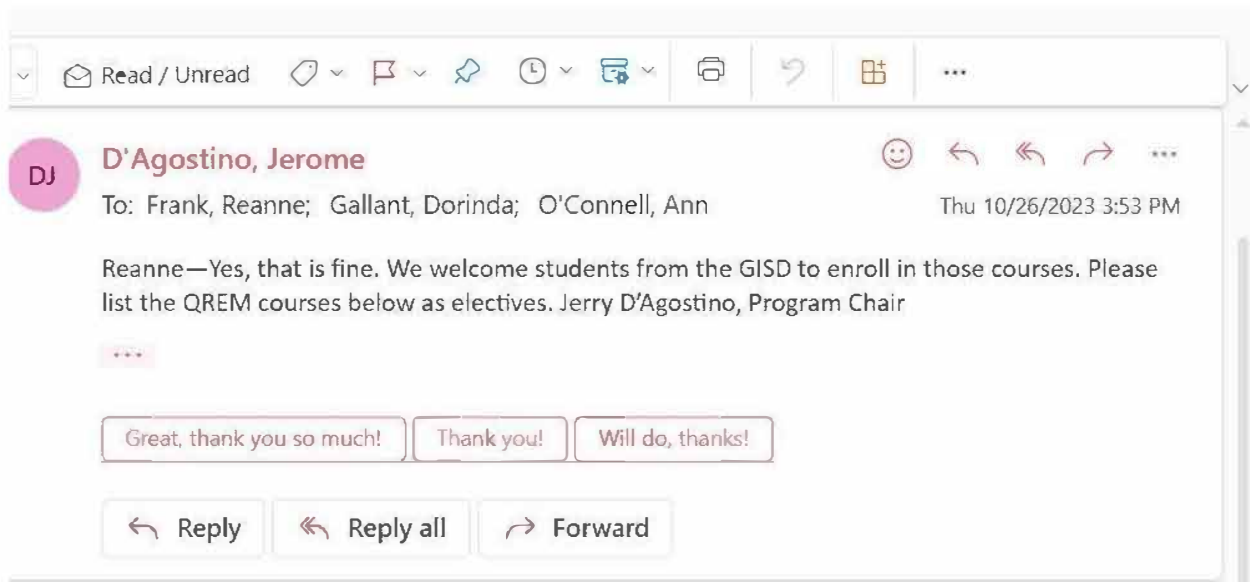 Read / Unread
DJ
D'Agostino, Jerome
To: Frank, Reanne; Gallant, Dorinda; O'Connell, Ann
Thu 10/26/2023 3:53 PM
Reanne—Yes, that is fine. We welcome students from the GISD to enroll in those courses. Please
list the QREM courses below as electives. Jerry D'Agostino, Program Chair
Great, thank you so much! Thank you! Will do, thanks!
Reply Reply all Forward